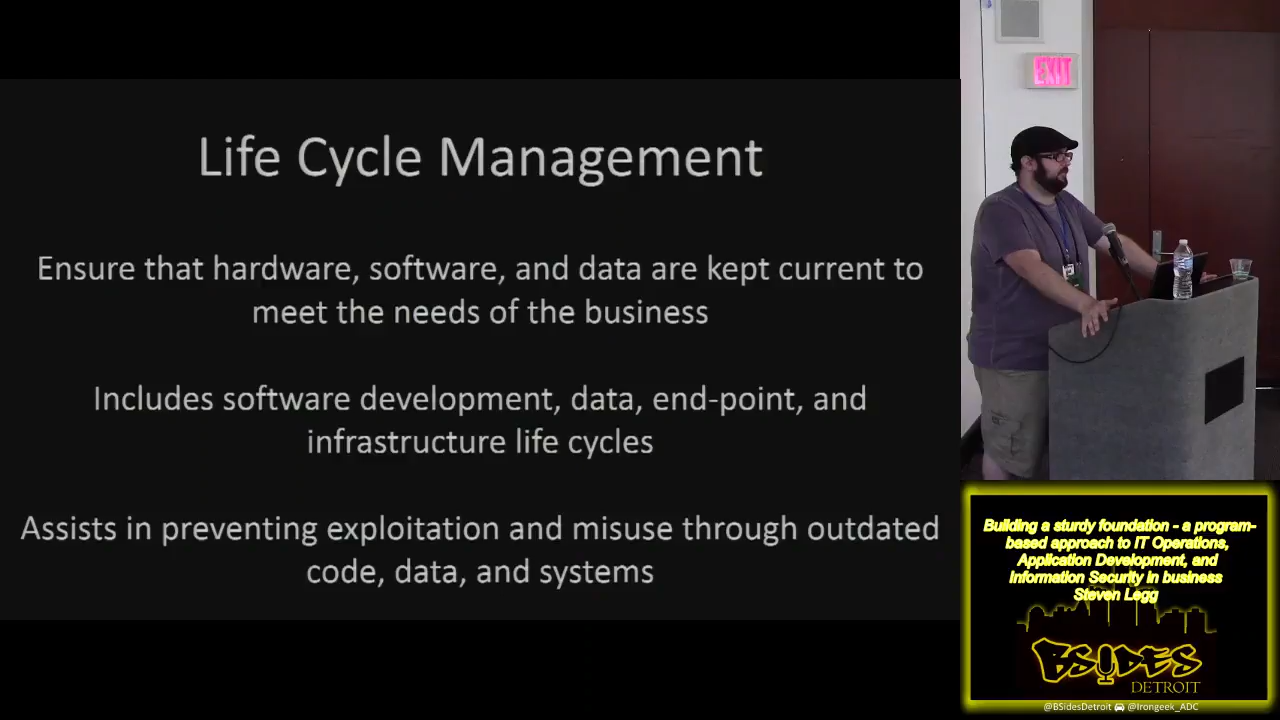 Life Cycle Management
Ensure that hardware, software, and data are kept current to
meet the needs of the business
Includes software development, data, end-point, and
infrastructure life cycles
Assists in preventing exploitation and misuse through outdated
code, data, and systems
EXIT
Building a sturdy foundation - a program-
based approach to IT Operations,
Application Development, and
Information Security in business
Steven Legg
BSIDES
DETROIT
@BSidesDetroit @Irongeek_ADC